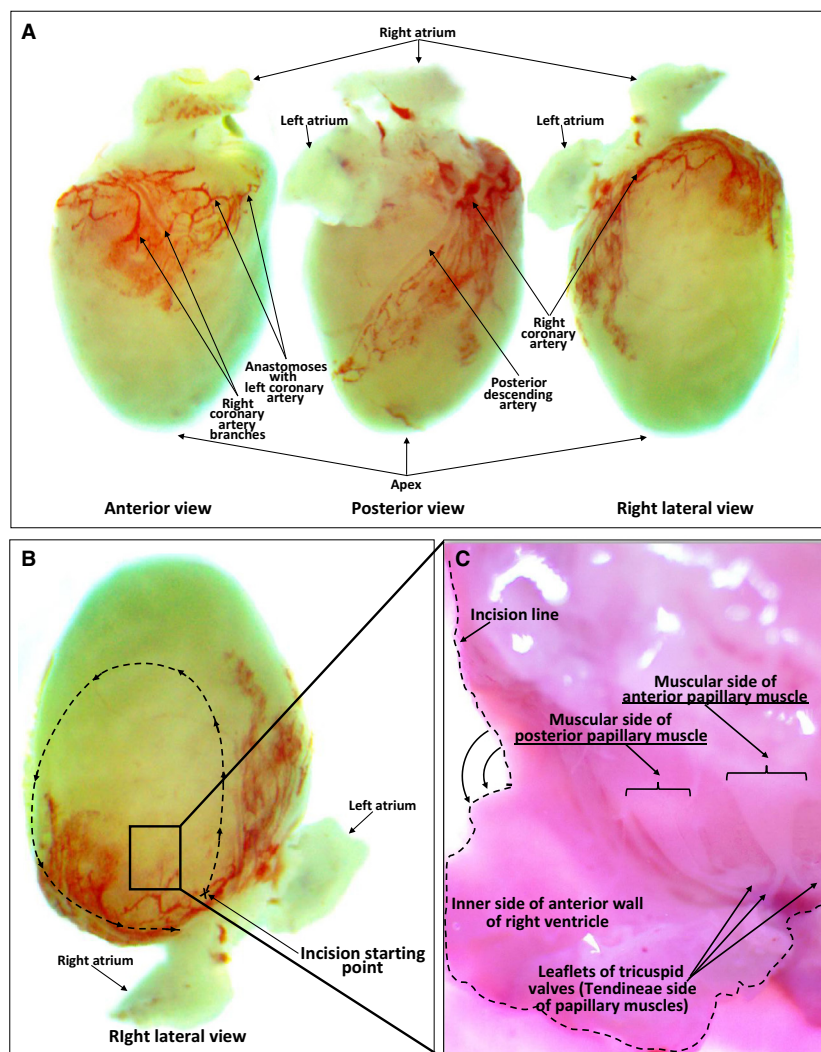 A
Right atrium
Left atrium
Left atrium
Anastomoses
with
left coronary
artery
Right
coronary
artery
branches
Right
coronary
artery
Posterior
descending
artery
Apex
Anterior view
Posterior view
Right lateral view
B
Left atrium
Incision starting
point
Right atrium
RIght lateral view
C
Incision line
Muscular side of
anterior papillary muscle
Muscular side of
posterior papillary muscle
Inner side of anterior wall
of right ventricle
Leaflets of tricuspid
valves (Tendineae side
of papillary muscles)